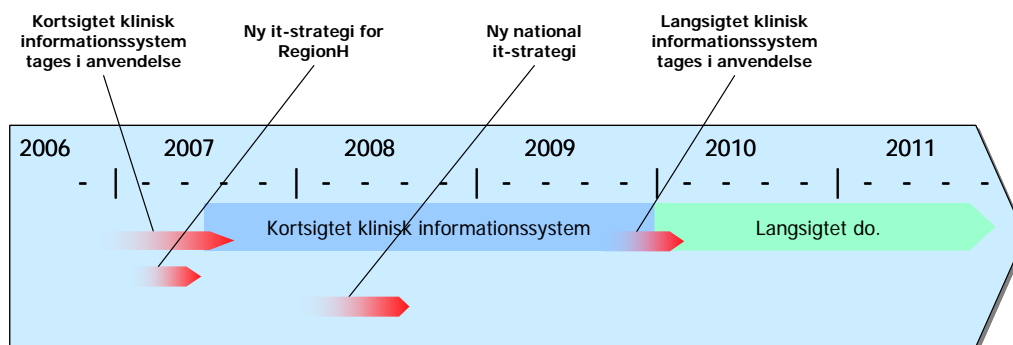 Kortsigtet klinisk
informationssystem
tages i anvendelse
Ny it-strategi for
RegionH
Ny national
it-strategi
Langsigtet klinisk
informationssystem
tages i anvendelse
2006 2007 2008 2009 2010 2011
Kortsigtet klinisk informationssystem
Langsigtet do.